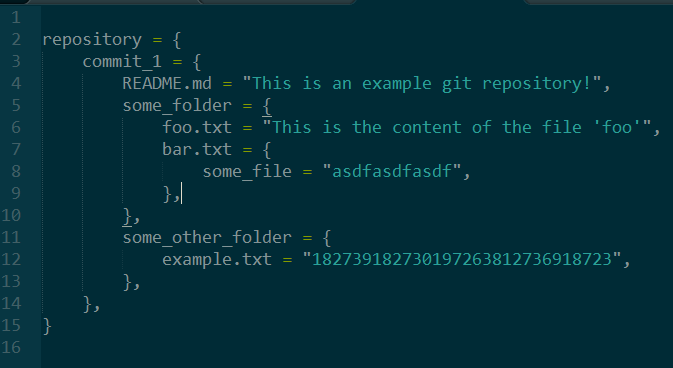 1
2 repository = {
3     commit_1 = {
4         README.md = "This is an example git repository!",
5         some_folder = {
6             foo.txt = "This is the content of the file 'foo'",
7             bar.txt = {
8                 some_file = "asdfasdfasdf",
9             },
10         },
11         some_other_folder = {
12             example.txt = "182739182730197263812736918723",
13         },
14     },
15 }
16